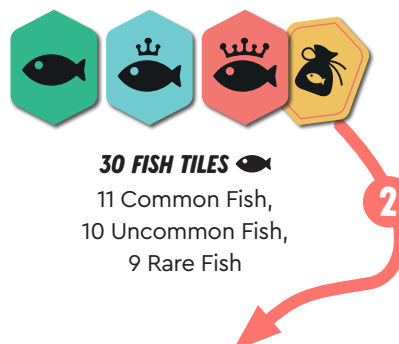 30 FISH TILES
11 Common Fish,
10 Uncommon Fish,
9 Rare Fish
2